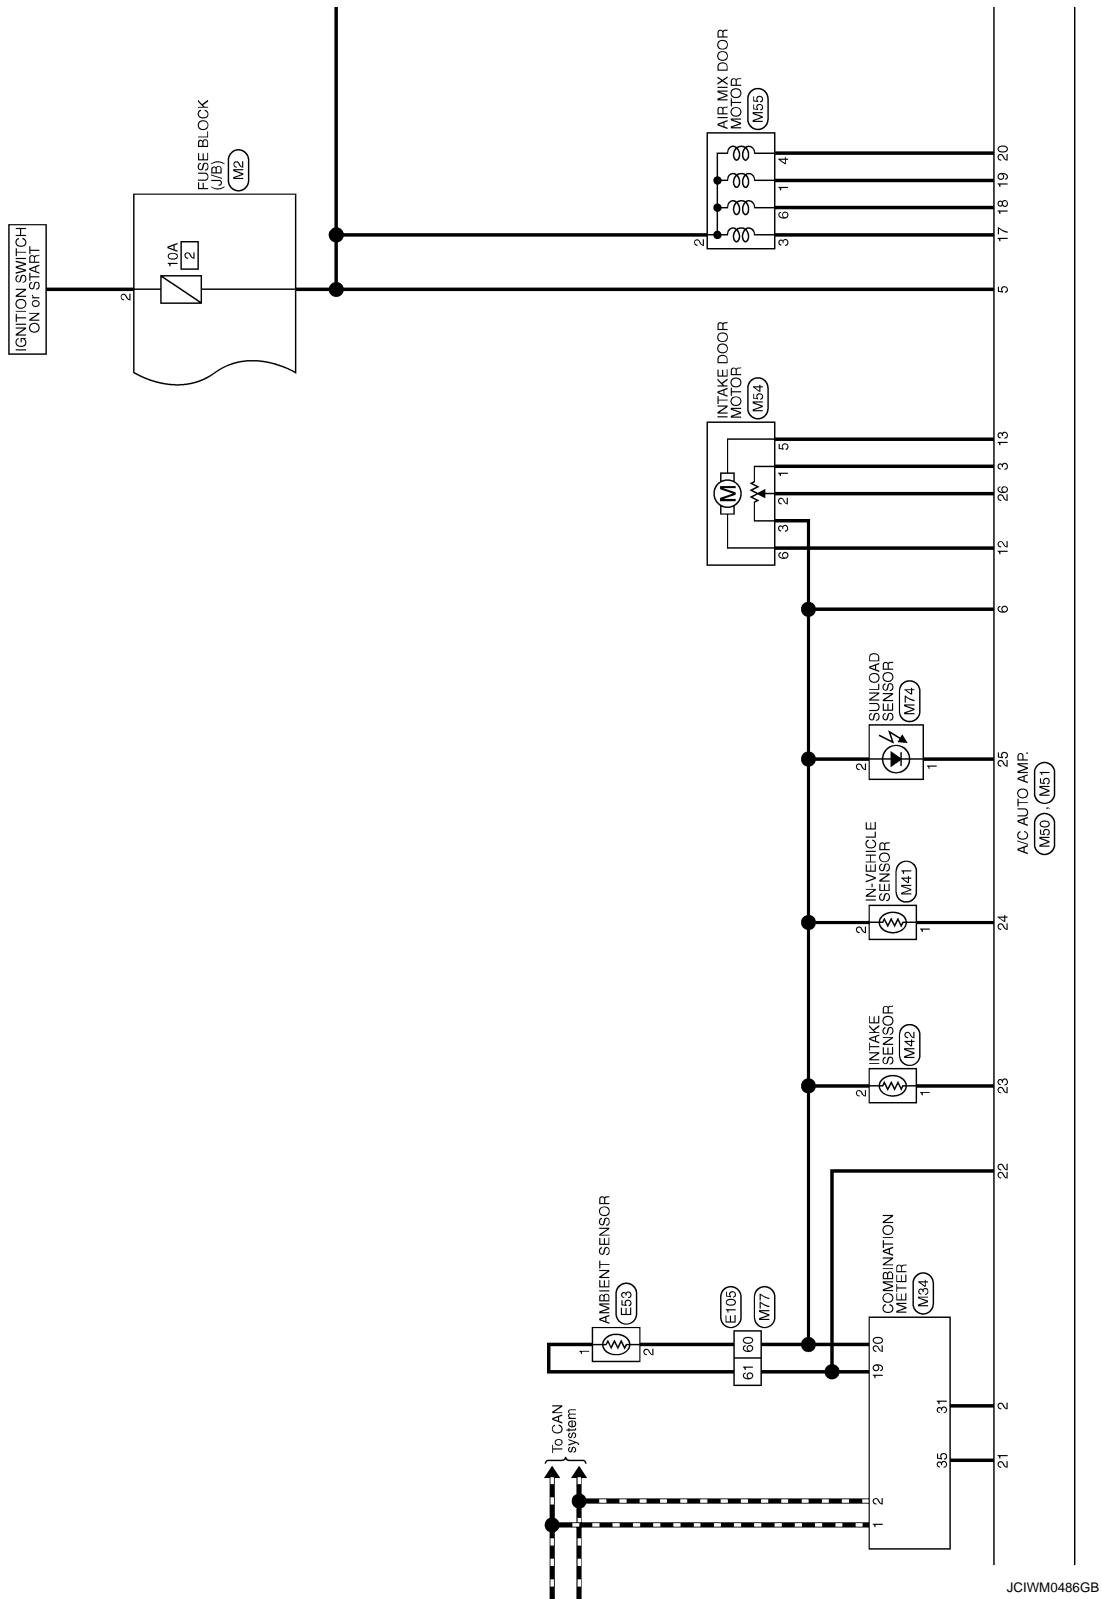 IGNITION SWITCH
ON or START
2
10A
2
FUSE BLOCK
(J/B)
M2
AIR MIX DOOR
MOTOR
M55
2
4
1
6
3
20
19
18
17
5
INTAKE DOOR
MOTOR
M54
M
5
1
2
3
6
13
3
26
12
6
SUNLOAD
SENSOR
M74
2
1
25
A/C AUTO AMP.
M50 , M51
IN-VEHICLE
SENSOR
M41
2
1
24
INTAKE
SENSOR
M42
2
1
23
22
AMBIENT SENSOR
E53
1
2
E105
M77
60
61
COMBINATION
METER
M34
20
19
31
35
2
1
2
21
To CAN
system
JCIWM0486GB